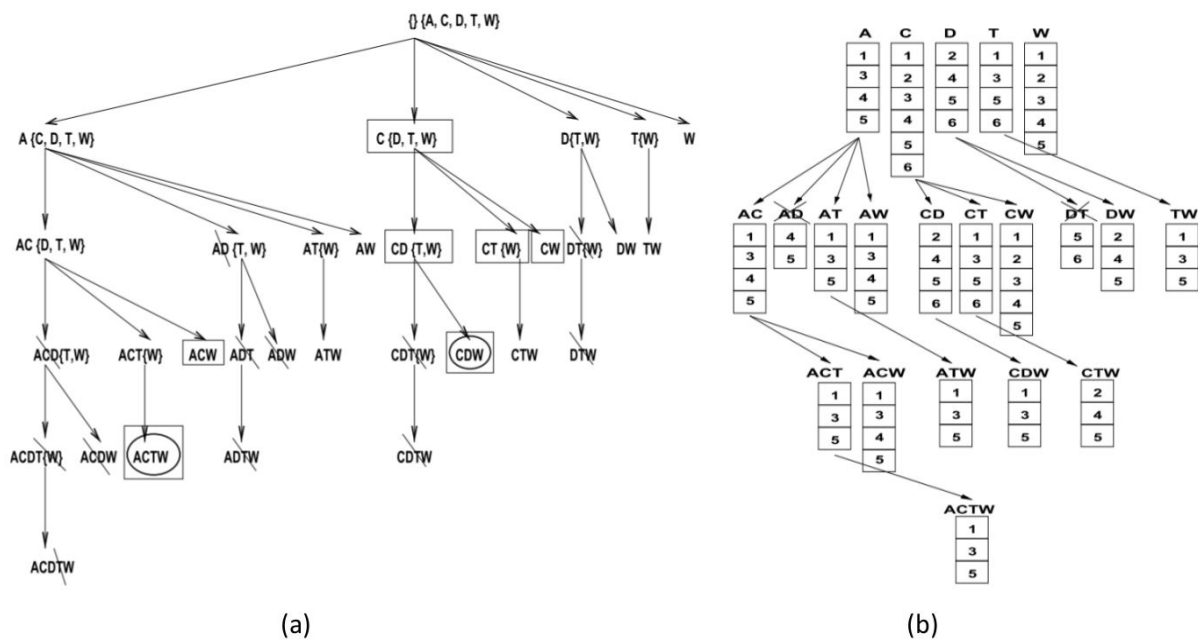 {} {A, C, D, T, W}
A {C, D, T, W}
C {D, T, W}
D{T,W}
T{W}
W
AC {D, T, W}
AD {T, W}
AT{W}
AW
CD {T,W}
CT {W}
CW
DT{W}
DW
TW
ACD{T,W}
ACT{W}
ACW
ADT
ADW
ATW
CDT{W}
CDW
CTW
DTW
ACDT{W}
ACDW
ACTW
ADTW
CDTW
ACDTW
(a)
A C D T W
1 1 2 1 1
3 2 4 3 2
4 3 5 5 3
5 4 6 6 4
5 5
6
AC AD AT AW CD CT CW DT DW TW
1 4 1 1 2 1 1 5 2 1
3 5 3 3 4 3 2 6 4 3
4 5 4 5 5 3 5 5
5 5 6 6 4
5
ACT ACW ATW CDW CTW
1 1 1 1 2
3 3 3 3 4
5 4 5 5 5
5
ACTW
1
3
5
(b)